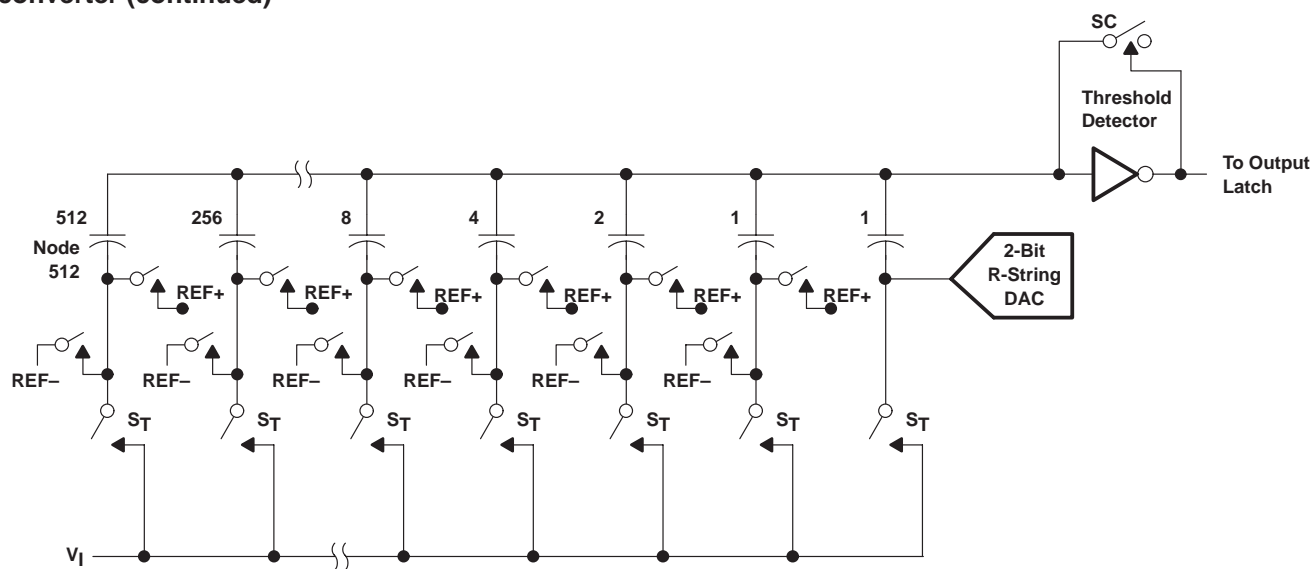 converter (continued)
SC
Threshold
Detector
To Output
Latch
512 256 8 4 2 1 1
Node
512
REF+ REF+ REF+ REF+ REF+ REF+
2-Bit
R-String
DAC
REF– REF– REF– REF– REF– REF–
ST ST ST ST ST ST ST
VI